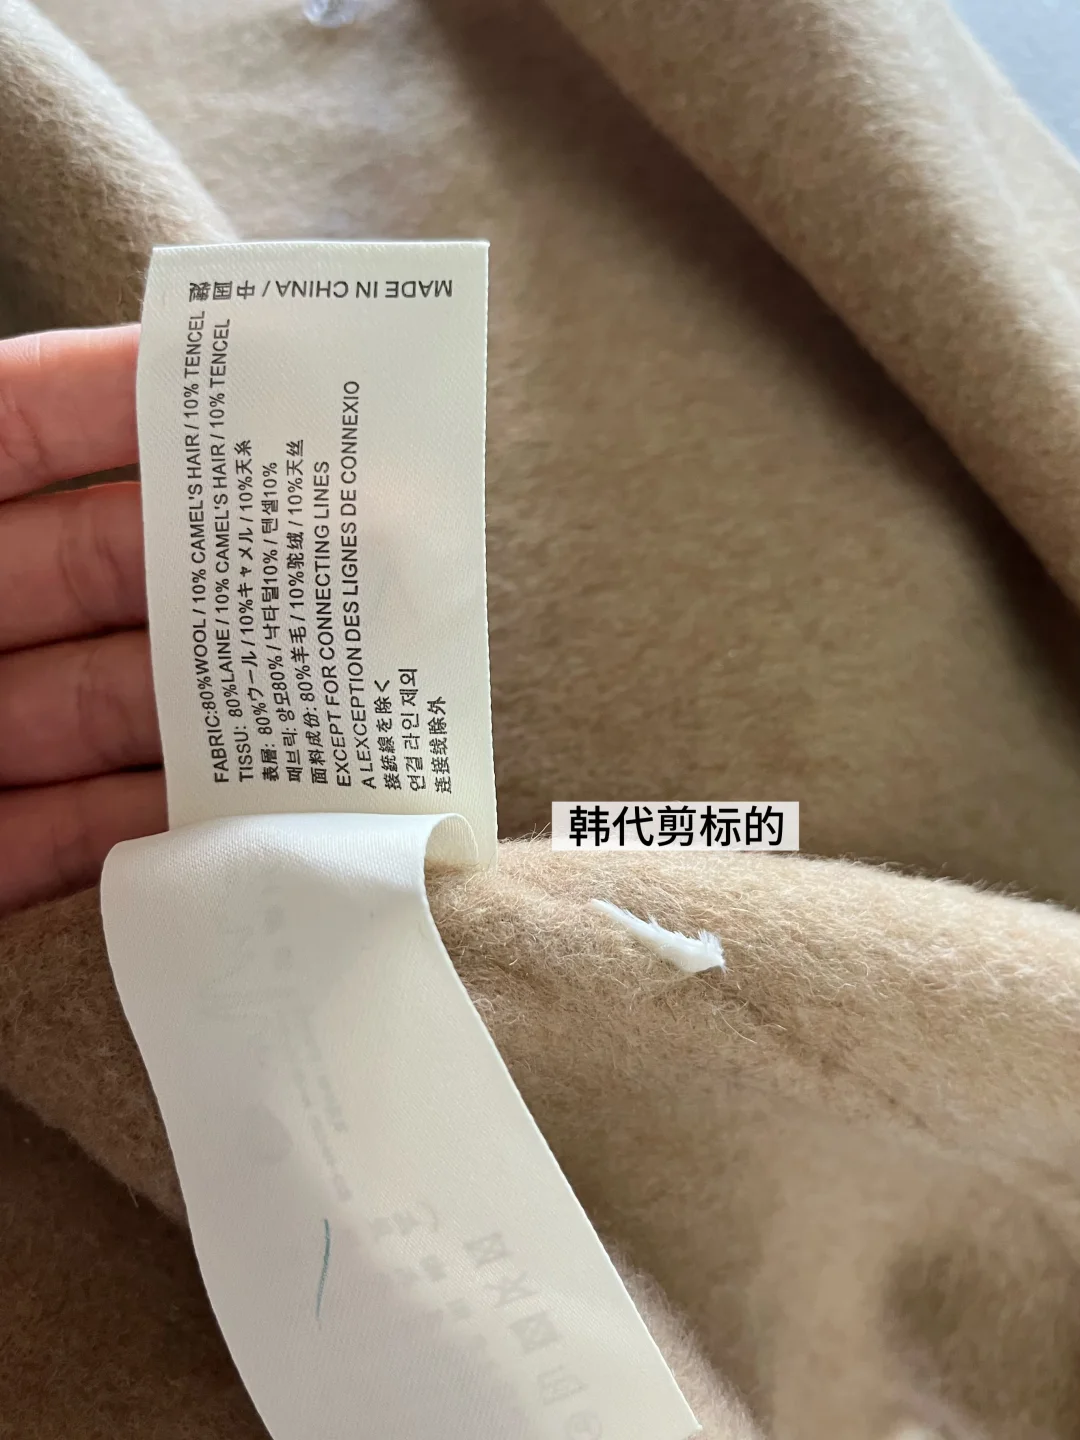 MADE IN CHINA / 中国製
FABRIC:80%WOOL / 10% CAMEL'S HAIR / 10% TENCEL
TISSU: 80%LAINE / 10% CAMEL'S HAIR / 10% TENCEL
表層: 80%ウール / 10%キャメル / 10%天糸
패브릭: 양모80% / 낙타털10% / 텐셀10%
面料成份: 80%羊毛 / 10%驼绒 / 10%天丝
EXCEPT FOR CONNECTING LINES
A LEXCEPTION DES LIGNES DE CONNEXIO
接統線を除く
연결 라인 제외
连接线除外
韩代剪标的